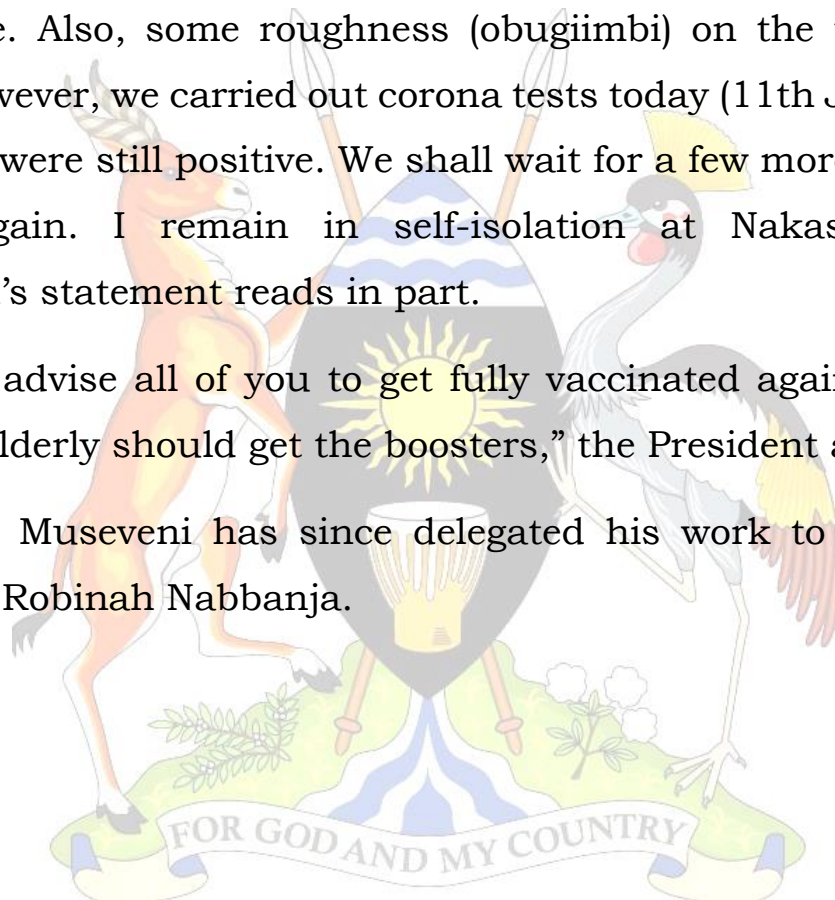 e. Also, some roughness (obugiimbi) on the
vever, we carried out corona tests today (11th J
were still positive. We shall wait for a few more
gain. I remain in self-isolation at Nakas
's statement reads in part.
advise all of you to get fully vaccinated again
lderly should get the boosters,” the President a
Museveni has since delegated his work to
Robinah Nabbanja.
FOR GOD AND MY COUNTRY